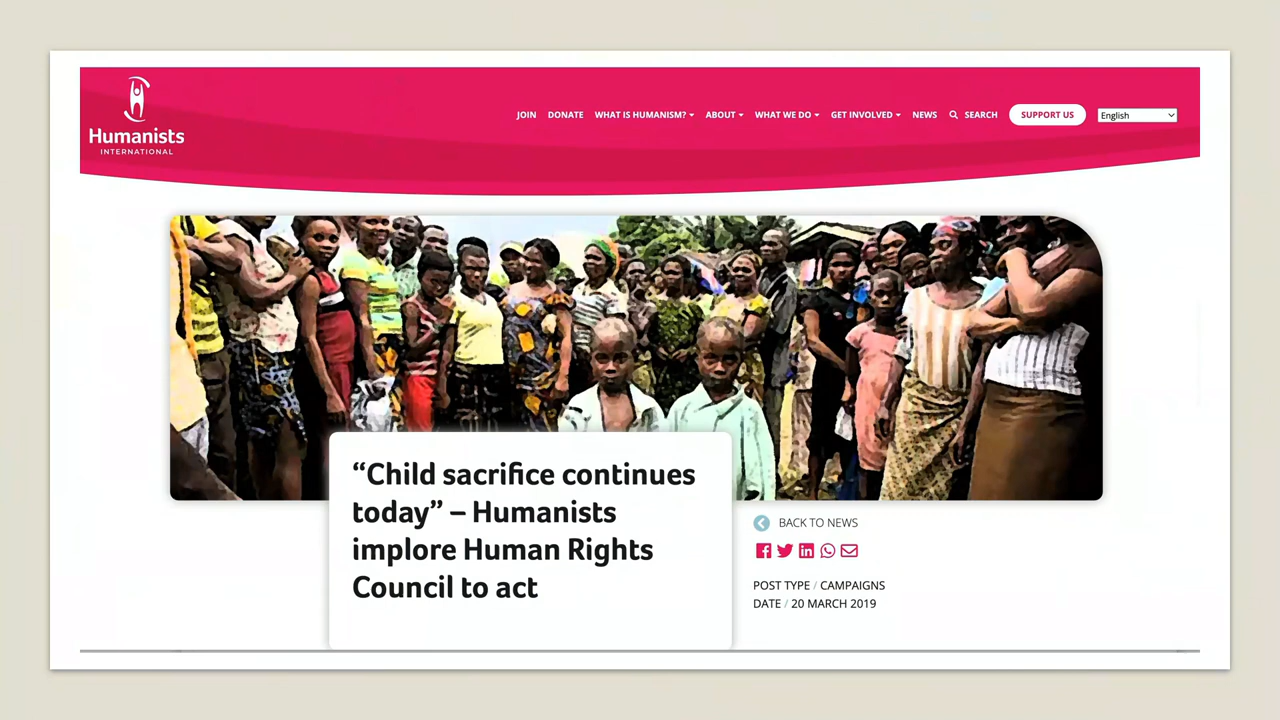 Humanists
INTERNATIONAL
JOIN DONATE WHAT IS HUMANISM? ABOUT WHAT WE DO GET INVOLVED NEWS SEARCH SUPPORT US English
“Child sacrifice continues
today” – Humanists
implore Human Rights
Council to act
BACK TO NEWS
POST TYPE / CAMPAIGNS
DATE / 20 MARCH 2019